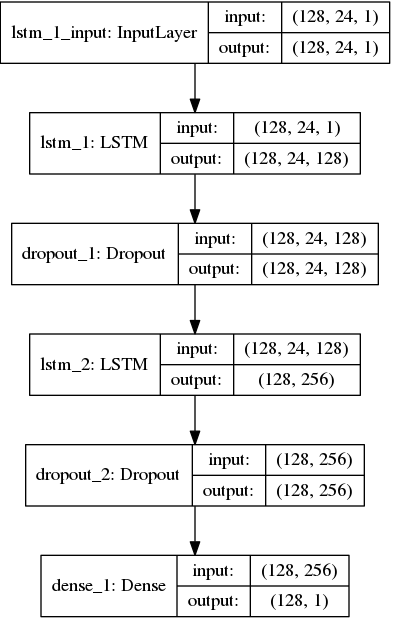 lstm_1_input: InputLayer
input: (128, 24, 1)
output: (128, 24, 1)
lstm_1: LSTM
input: (128, 24, 1)
output: (128, 24, 128)
dropout_1: Dropout
input: (128, 24, 128)
output: (128, 24, 128)
lstm_2: LSTM
input: (128, 24, 128)
output: (128, 256)
dropout_2: Dropout
input: (128, 256)
output: (128, 256)
dense_1: Dense
input: (128, 256)
output: (128, 1)